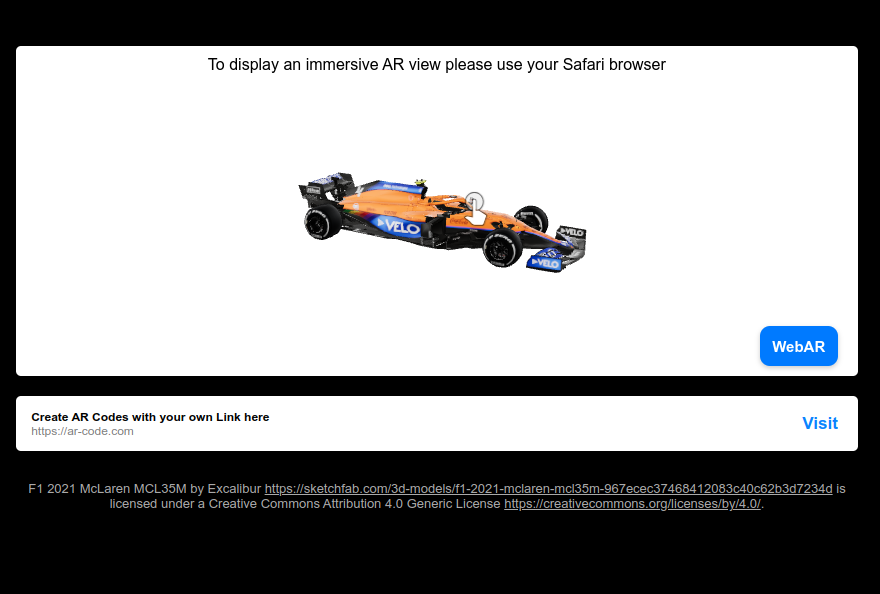 To display an immersive AR view please use your Safari browser
VELO
VELO
VELO
WebAR
Create AR Codes with your own Link here
https://ar-code.com
Visit
F1 2021 McLaren MCL35M by Excalibur https://sketchfab.com/3d-models/f1-2021-mclaren-mcl35m-967ecec37468412083c40c62b3d7234d is
licensed under a Creative Commons Attribution 4.0 Generic License https://creativecommons.org/licenses/by/4.0/.